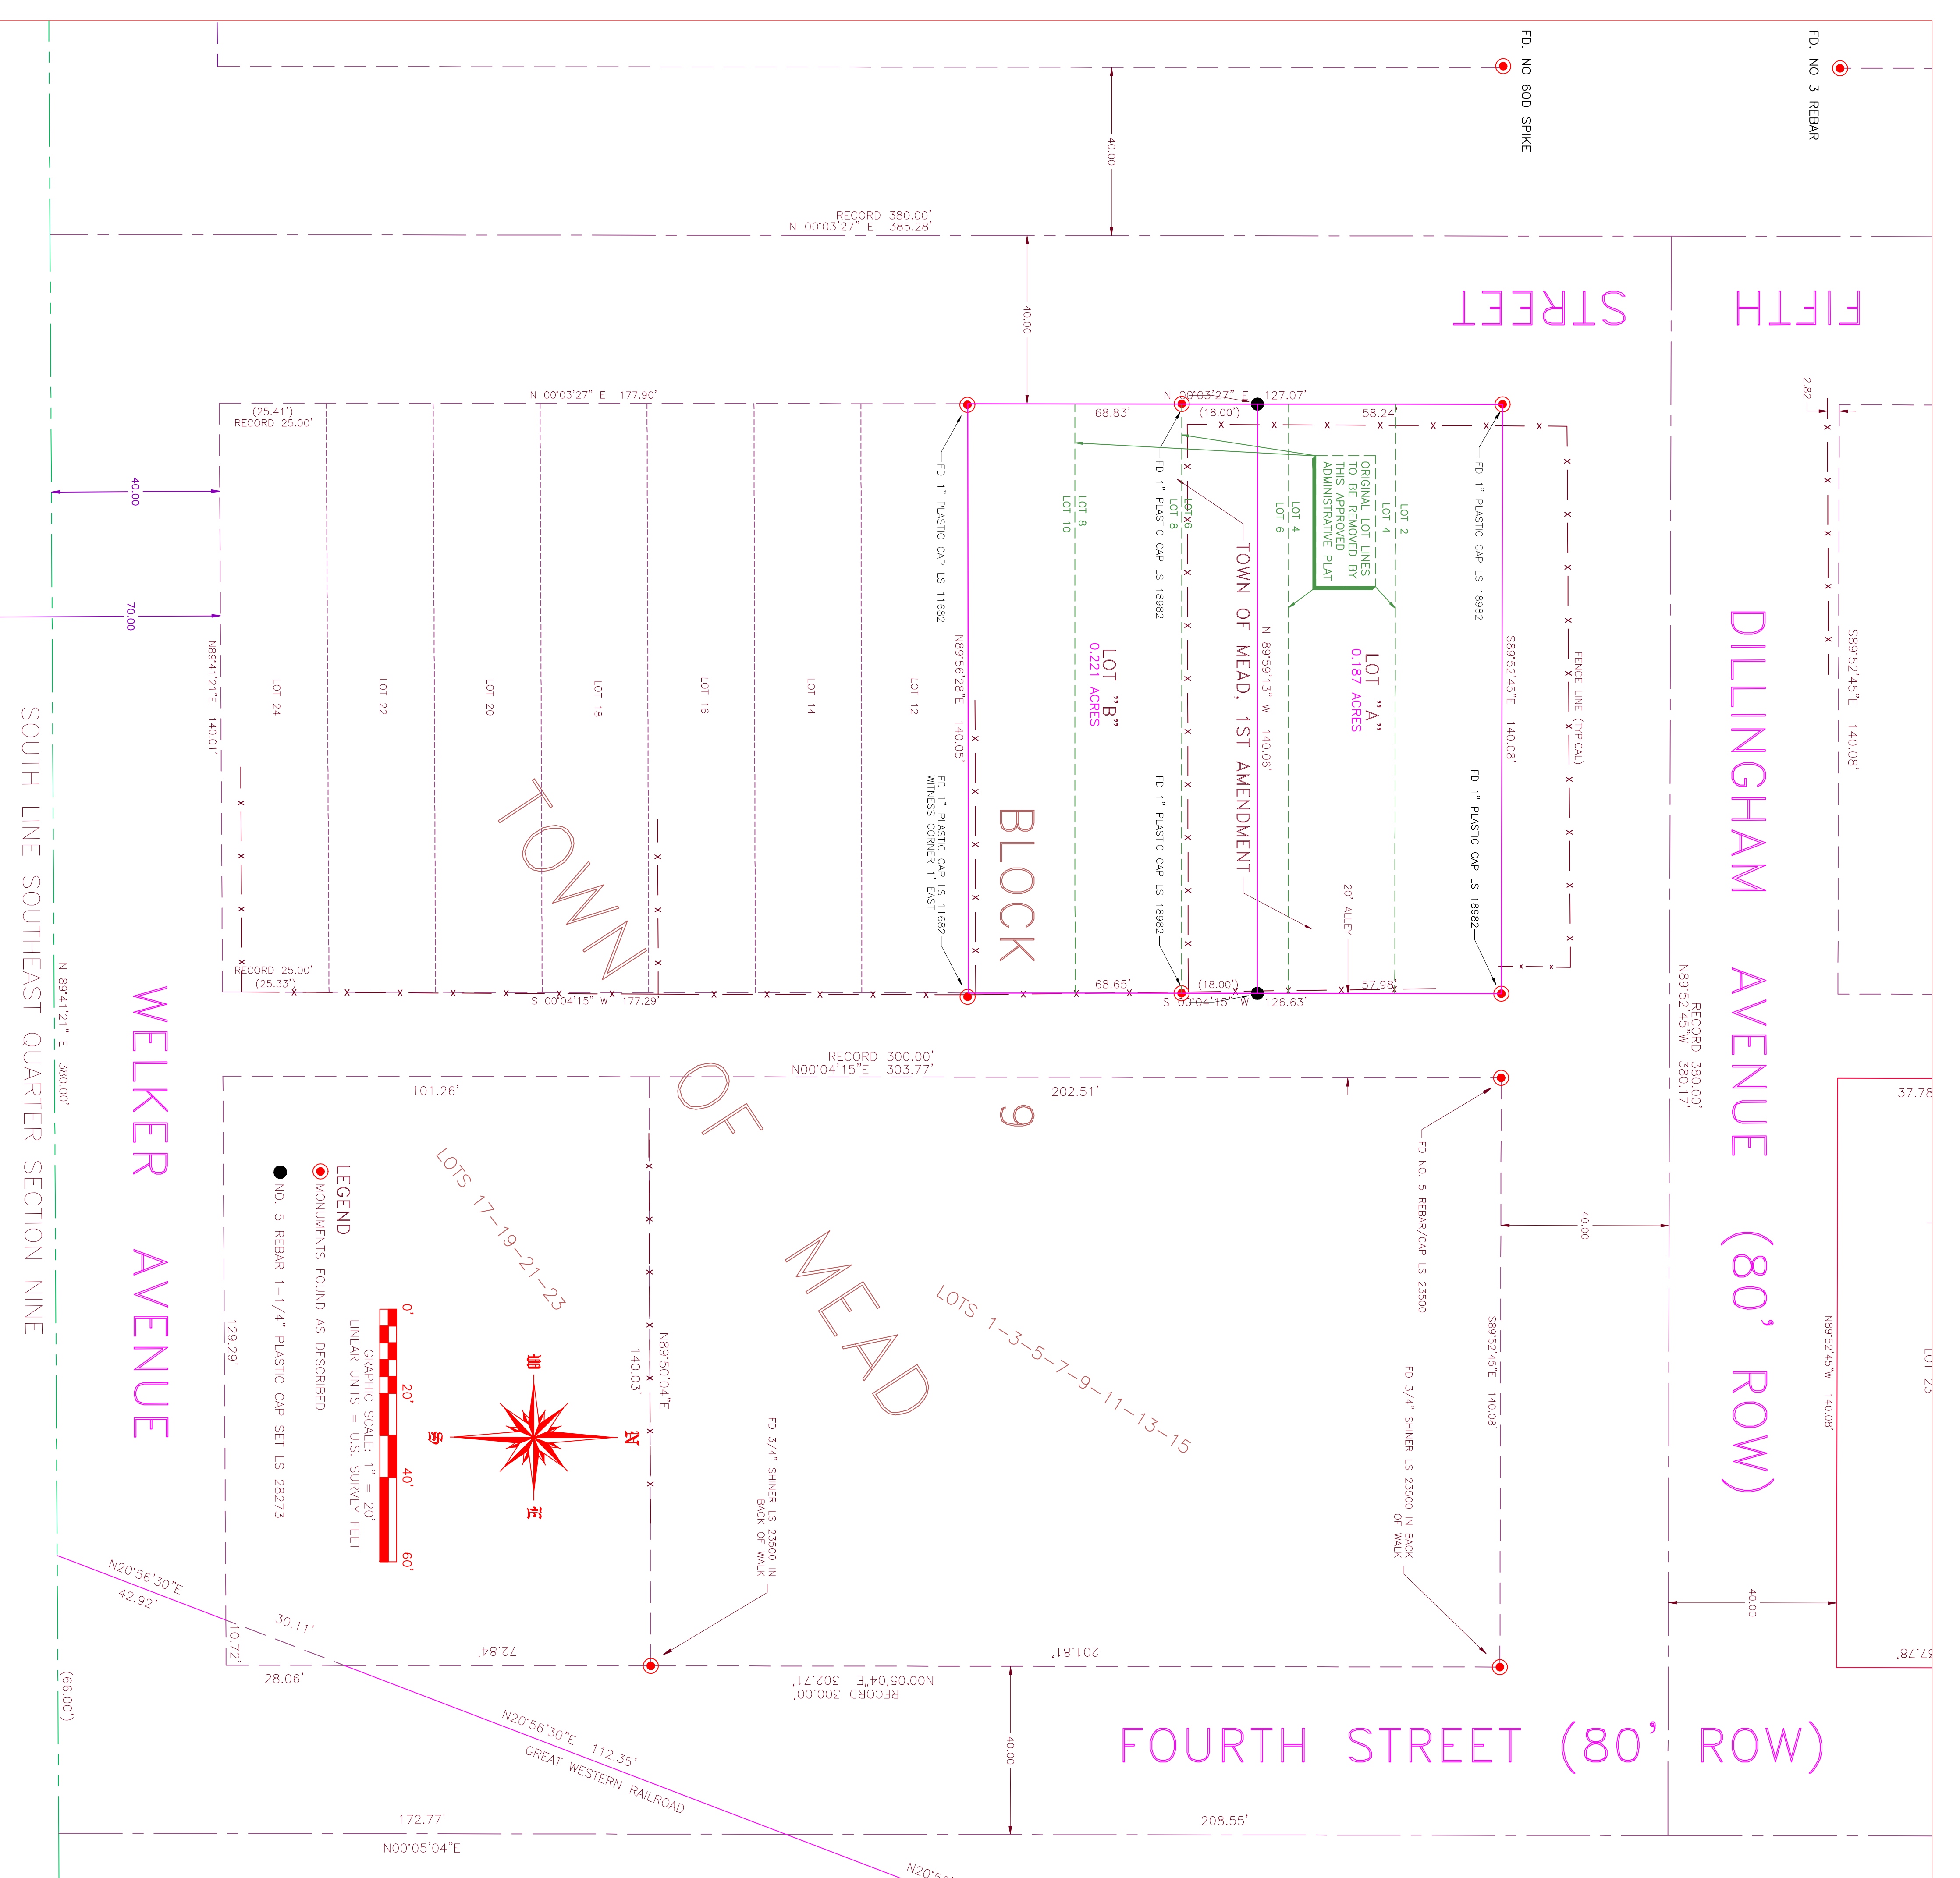 FD. NO 60D SPIKE
FD. NO 3 REBAR
40.00
RECORD 380.00'
N 00°03'27" E 385.28'
40.00
FIFTH STREET
2.82
N 00°03'27" E 177.90'
N 00°03'27" E 127.07'
(25.41')
RECORD 25.00'
68.83'
(18.00')
58.24'
40.00
70.00
FD 1" PLASTIC CAP LS 11682
FD 1" PLASTIC CAP LS 18982
FD 1" PLASTIC CAP LS 18982
ORIGINAL LOT LINES
TO BE REMOVED BY
THIS APPROVED
ADMINISTRATIVE PLAT
LOT 2
LOT 4
LOT 4
LOT 6
LOT 6
LOT 8
LOT 8
LOT 10
TOWN OF MEAD, 1ST AMENDMENT
S89°52'45"E 140.08'
FENCE LINE (TYPICAL)
S89°52'45"E 140.08'
LOT "A"
0.187 ACRES
N 89°59'13" W 140.06'
LOT "B"
0.221 ACRES
N89°56'28"E 140.05'
LOT 12
LOT 14
LOT 16
LOT 18
LOT 20
LOT 22
LOT 24
N89°41'21"E 140.01'
DILLINGHAM AVENUE (80' ROW)
FD 1" PLASTIC CAP LS 18982
FD 1" PLASTIC CAP LS 18982
FD 1" PLASTIC CAP LS 11682
WITNESS CORNER 1' EAST
20' ALLEY
BLOCK 9
TOWN OF MEAD
RECORD 25.00'
(25.33')
S 00°04'15" W 177.29'
68.65'
(18.00')
57.98'
S 00°04'15" W 126.63'
N89°52'45"W 380.17'
RECORD 380.00'
SOUTH LINE SOUTHEAST QUARTER SECTION NINE
N 89°41'21" E 380.00'
WELKER AVENUE
RECORD 300.00'
N00°04'15"E 303.77'
101.26'
202.51'
37.78
FD NO. 5 REBAR/CAP LS 23500
40.00
LOTS 17-19-21-23
LOTS 1-3-5-7-9-11-13-15
LEGEND
MONUMENTS FOUND AS DESCRIBED
NO. 5 REBAR 1-1/4" PLASTIC CAP SET LS 28273
0' 20' 40' 60'
GRAPHIC SCALE: 1" = 20'
LINEAR UNITS = U.S. SURVEY FEET
N
W
E
S
N89°50'04"E
140.03'
S89°52'45"E 140.08'
N89°52'45"W 140.08'
LOT 23
129.29'
FD 3/4" SHINER LS 23500 IN
BACK OF WALK
FD 3/4" SHINER LS 23500 IN BACK
OF WALK
40.00
N20°56'30"E
42.92'
30.11'
10.72'
28.06'
72.84'
201.81'
37.78'
N00°05'04"E 302.71'
RECORD 300.00'
(66.00')
N20°56'30"E 112.35'
GREAT WESTERN RAILROAD
40.00
FOURTH STREET (80' ROW)
172.77'
208.55'
N00°05'04"E